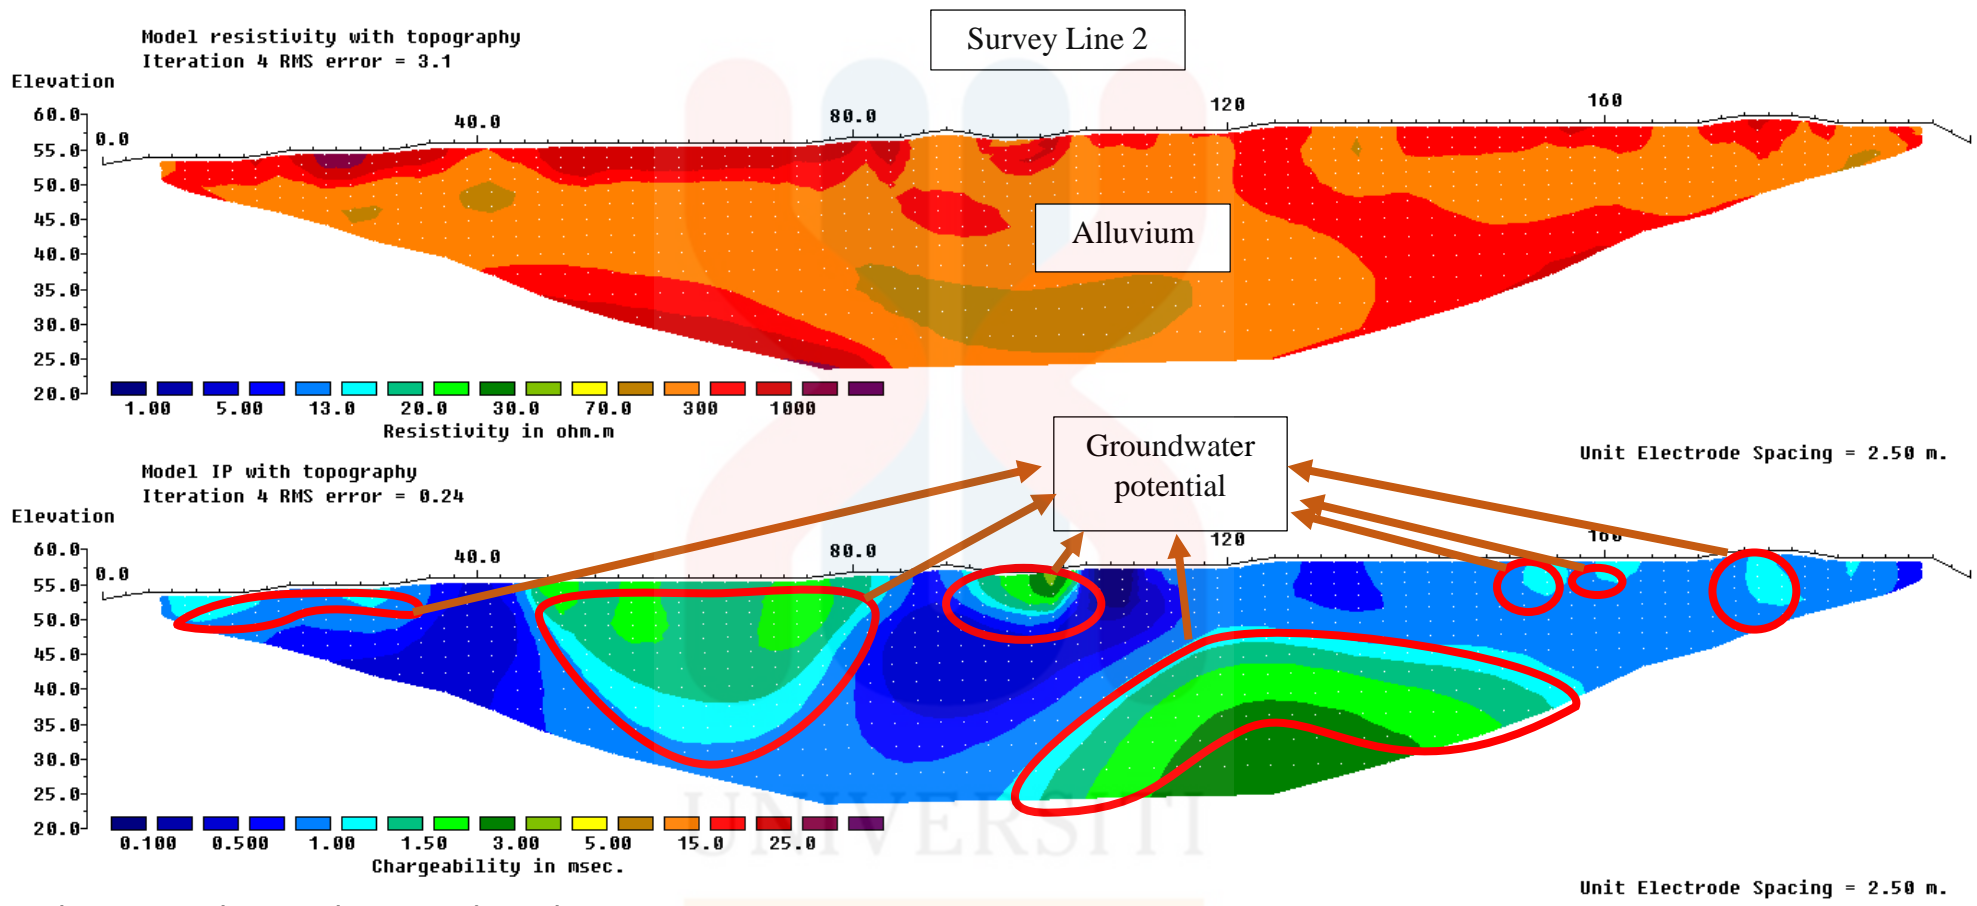 Survey Line 2
Model resistivity with topography
Iteration 4 RMS error = 3.1
Elevation
60.0
55.0
50.0
45.0
40.0
35.0
30.0
25.0
20.0
0.0
40.0
80.0
120
160
Alluvium
1.00 5.00 13.0 20.0 30.0 70.0 300 1000
Resistivity in ohm.m
Unit Electrode Spacing = 2.50 m.
Groundwater
potential
Model IP with topography
Iteration 4 RMS error = 0.24
Elevation
60.0
55.0
50.0
45.0
40.0
35.0
30.0
25.0
20.0
0.0
40.0
80.0
120
160
0.100 0.500 1.00 1.50 3.00 5.00 15.0 25.0
Chargeability in msec.
Unit Electrode Spacing = 2.50 m.
UNIVERSITI